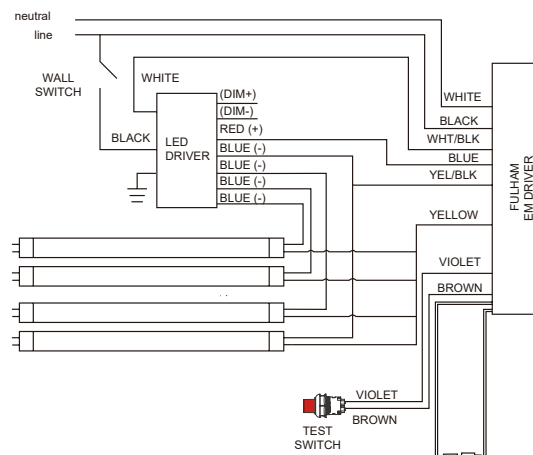 neutral
line
WALL
SWITCH
WHITE
BLACK
LED
DRIVER
(DIM+)
(DIM-)
RED (+)
BLUE (-)
BLUE (-)
BLUE (-)
BLUE (-)
WHITE
BLACK
WHT/BLK
BLUE
YEL/BLK
YELLOW
VIOLET
BROWN
FULHAM
EM DRIVER
VIOLET
BROWN
TEST
SWITCH